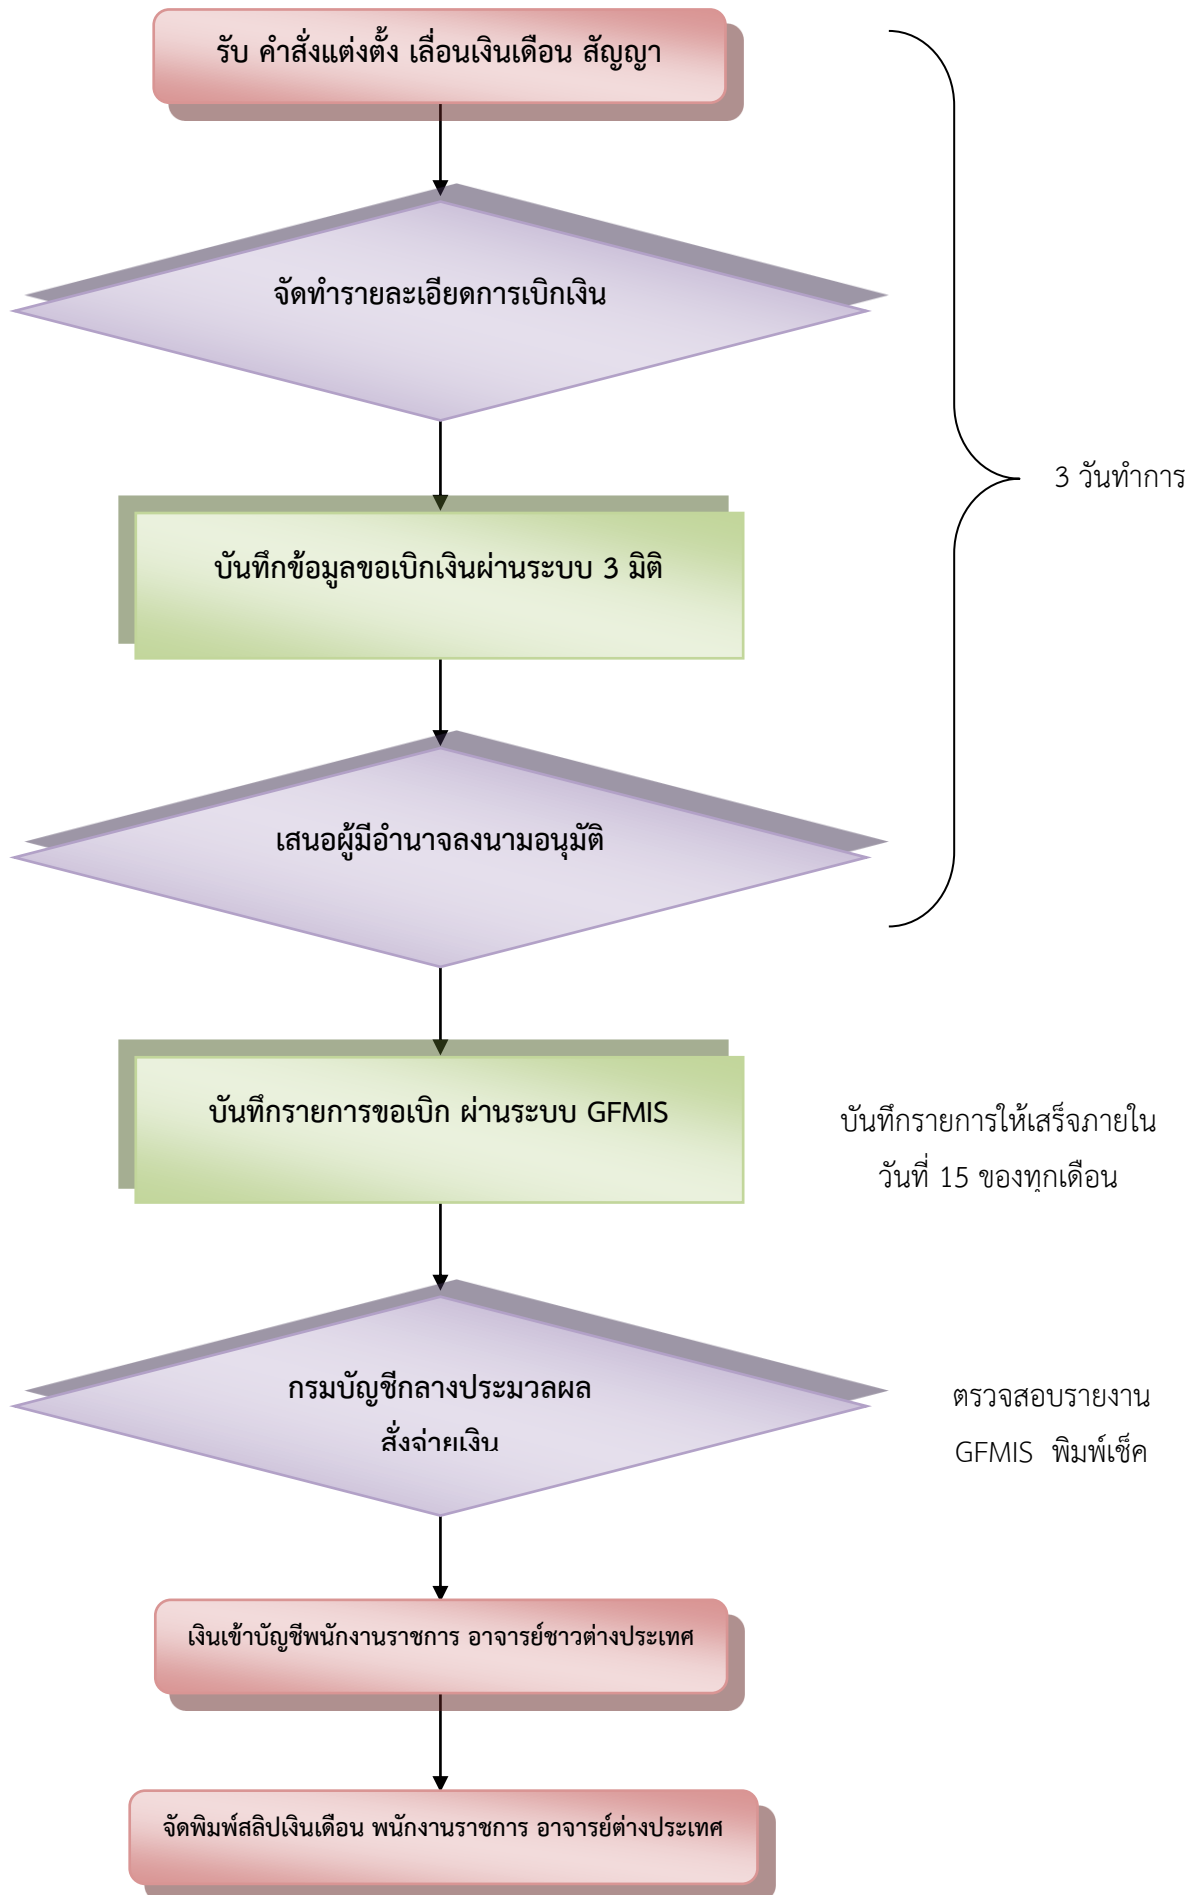 รับ คำสั่งแต่งตั้ง เลื่อนเงินเดือน สัญญา
จัดทำรายละเอียดการเบิกเงิน
3 วันทำการ
บันทึกข้อมูลขอเบิกเงินผ่านระบบ 3 มิติ
เสนอผู้มีอำนาจลงนามอนุมัติ
บันทึกรายการขอเบิก ผ่านระบบ GFMIS
บันทึกรายการให้เสร็จภายใน
วันที่ 15 ของทุกเดือน
กรมบัญชีกลางประมวลผล
สั่งจ่ายเงิน
ตรวจสอบรายงาน
GFMIS พิมพ์เช็ค
เงินเข้าบัญชีพนักงานราชการ อาจารย์ชาวต่างประเทศ
จัดพิมพ์สลิปเงินเดือน พนักงานราชการ อาจารย์ต่างประเทศ